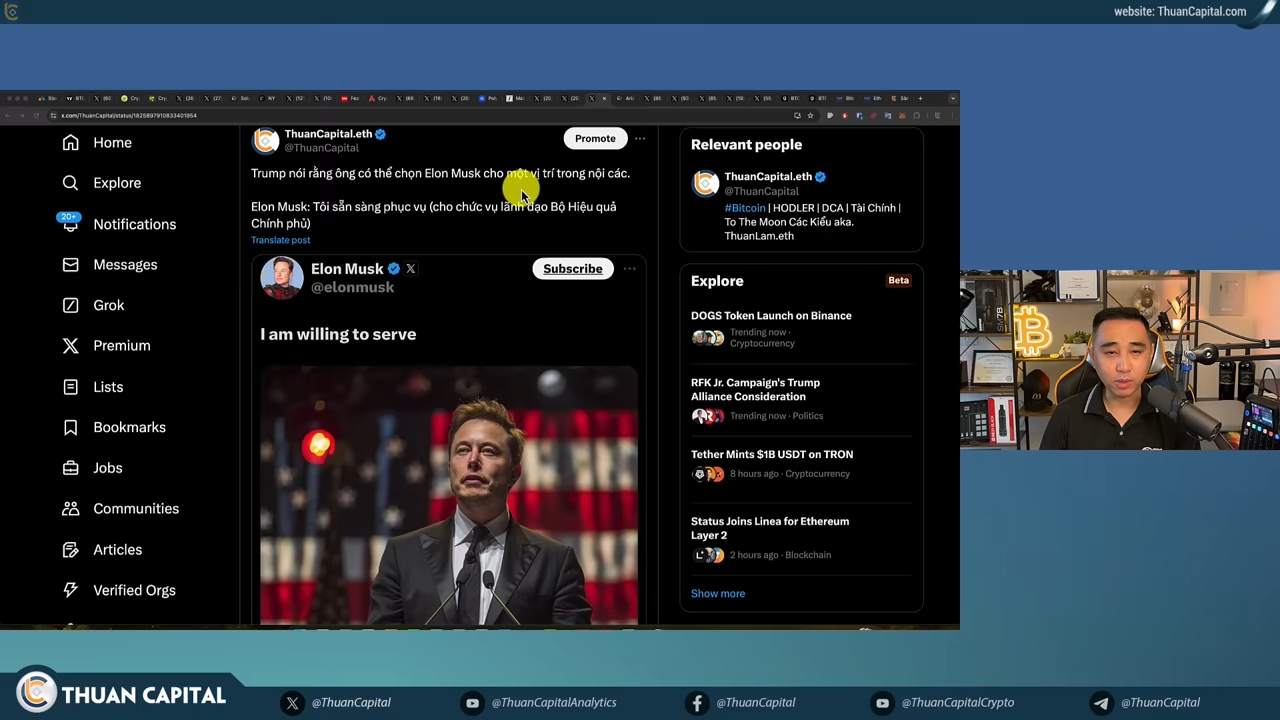 website: ThuanCapital.com
x.com/ThuanCapital/status/1825897910833401954
Home
Explore
20+
Notifications
Messages
Grok
Premium
Lists
Bookmarks
Jobs
Communities
Articles
Verified Orgs
ThuanCapital.eth
@ThuanCapital
Promote
Trump nói rằng ông có thể chọn Elon Musk cho một vị trí trong nội các.
Elon Musk: Tôi sẵn sàng phục vụ (cho chức vụ lãnh đạo Bộ Hiệu quả
Chính phủ)
Translate post
Elon Musk
@elonmusk
Subscribe
I am willing to serve
Relevant people
ThuanCapital.eth
@ThuanCapital
#Bitcoin | HODLER | DCA | Tài Chính |
To The Moon Các Kiểu aka.
ThuanLam.eth
Explore
Beta
DOGS Token Launch on Binance
Trending now ·
Cryptocurrency
RFK Jr. Campaign's Trump
Alliance Consideration
Trending now · Politics
Tether Mints $1B USDT on TRON
8 hours ago · Cryptocurrency
Status Joins Linea for Ethereum
Layer 2
2 hours ago · Blockchain
Show more
THUAN CAPITAL
@ThuanCapital
@ThuanCapitalAnalytics
@ThuanCapital
@ThuanCapitalCrypto
@ThuanCapital